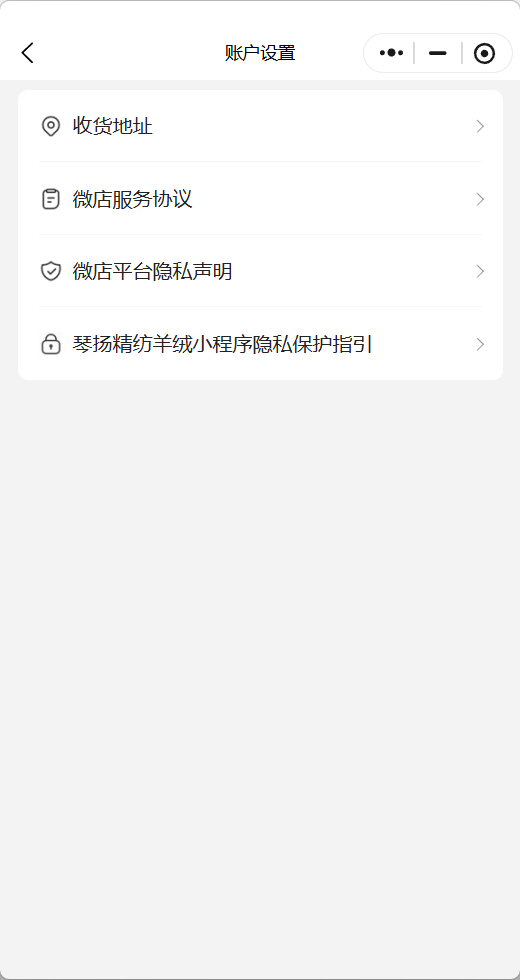 账户设置
收货地址
微店服务协议
微店平台隐私声明
琴扬精纺羊绒小程序隐私保护指引